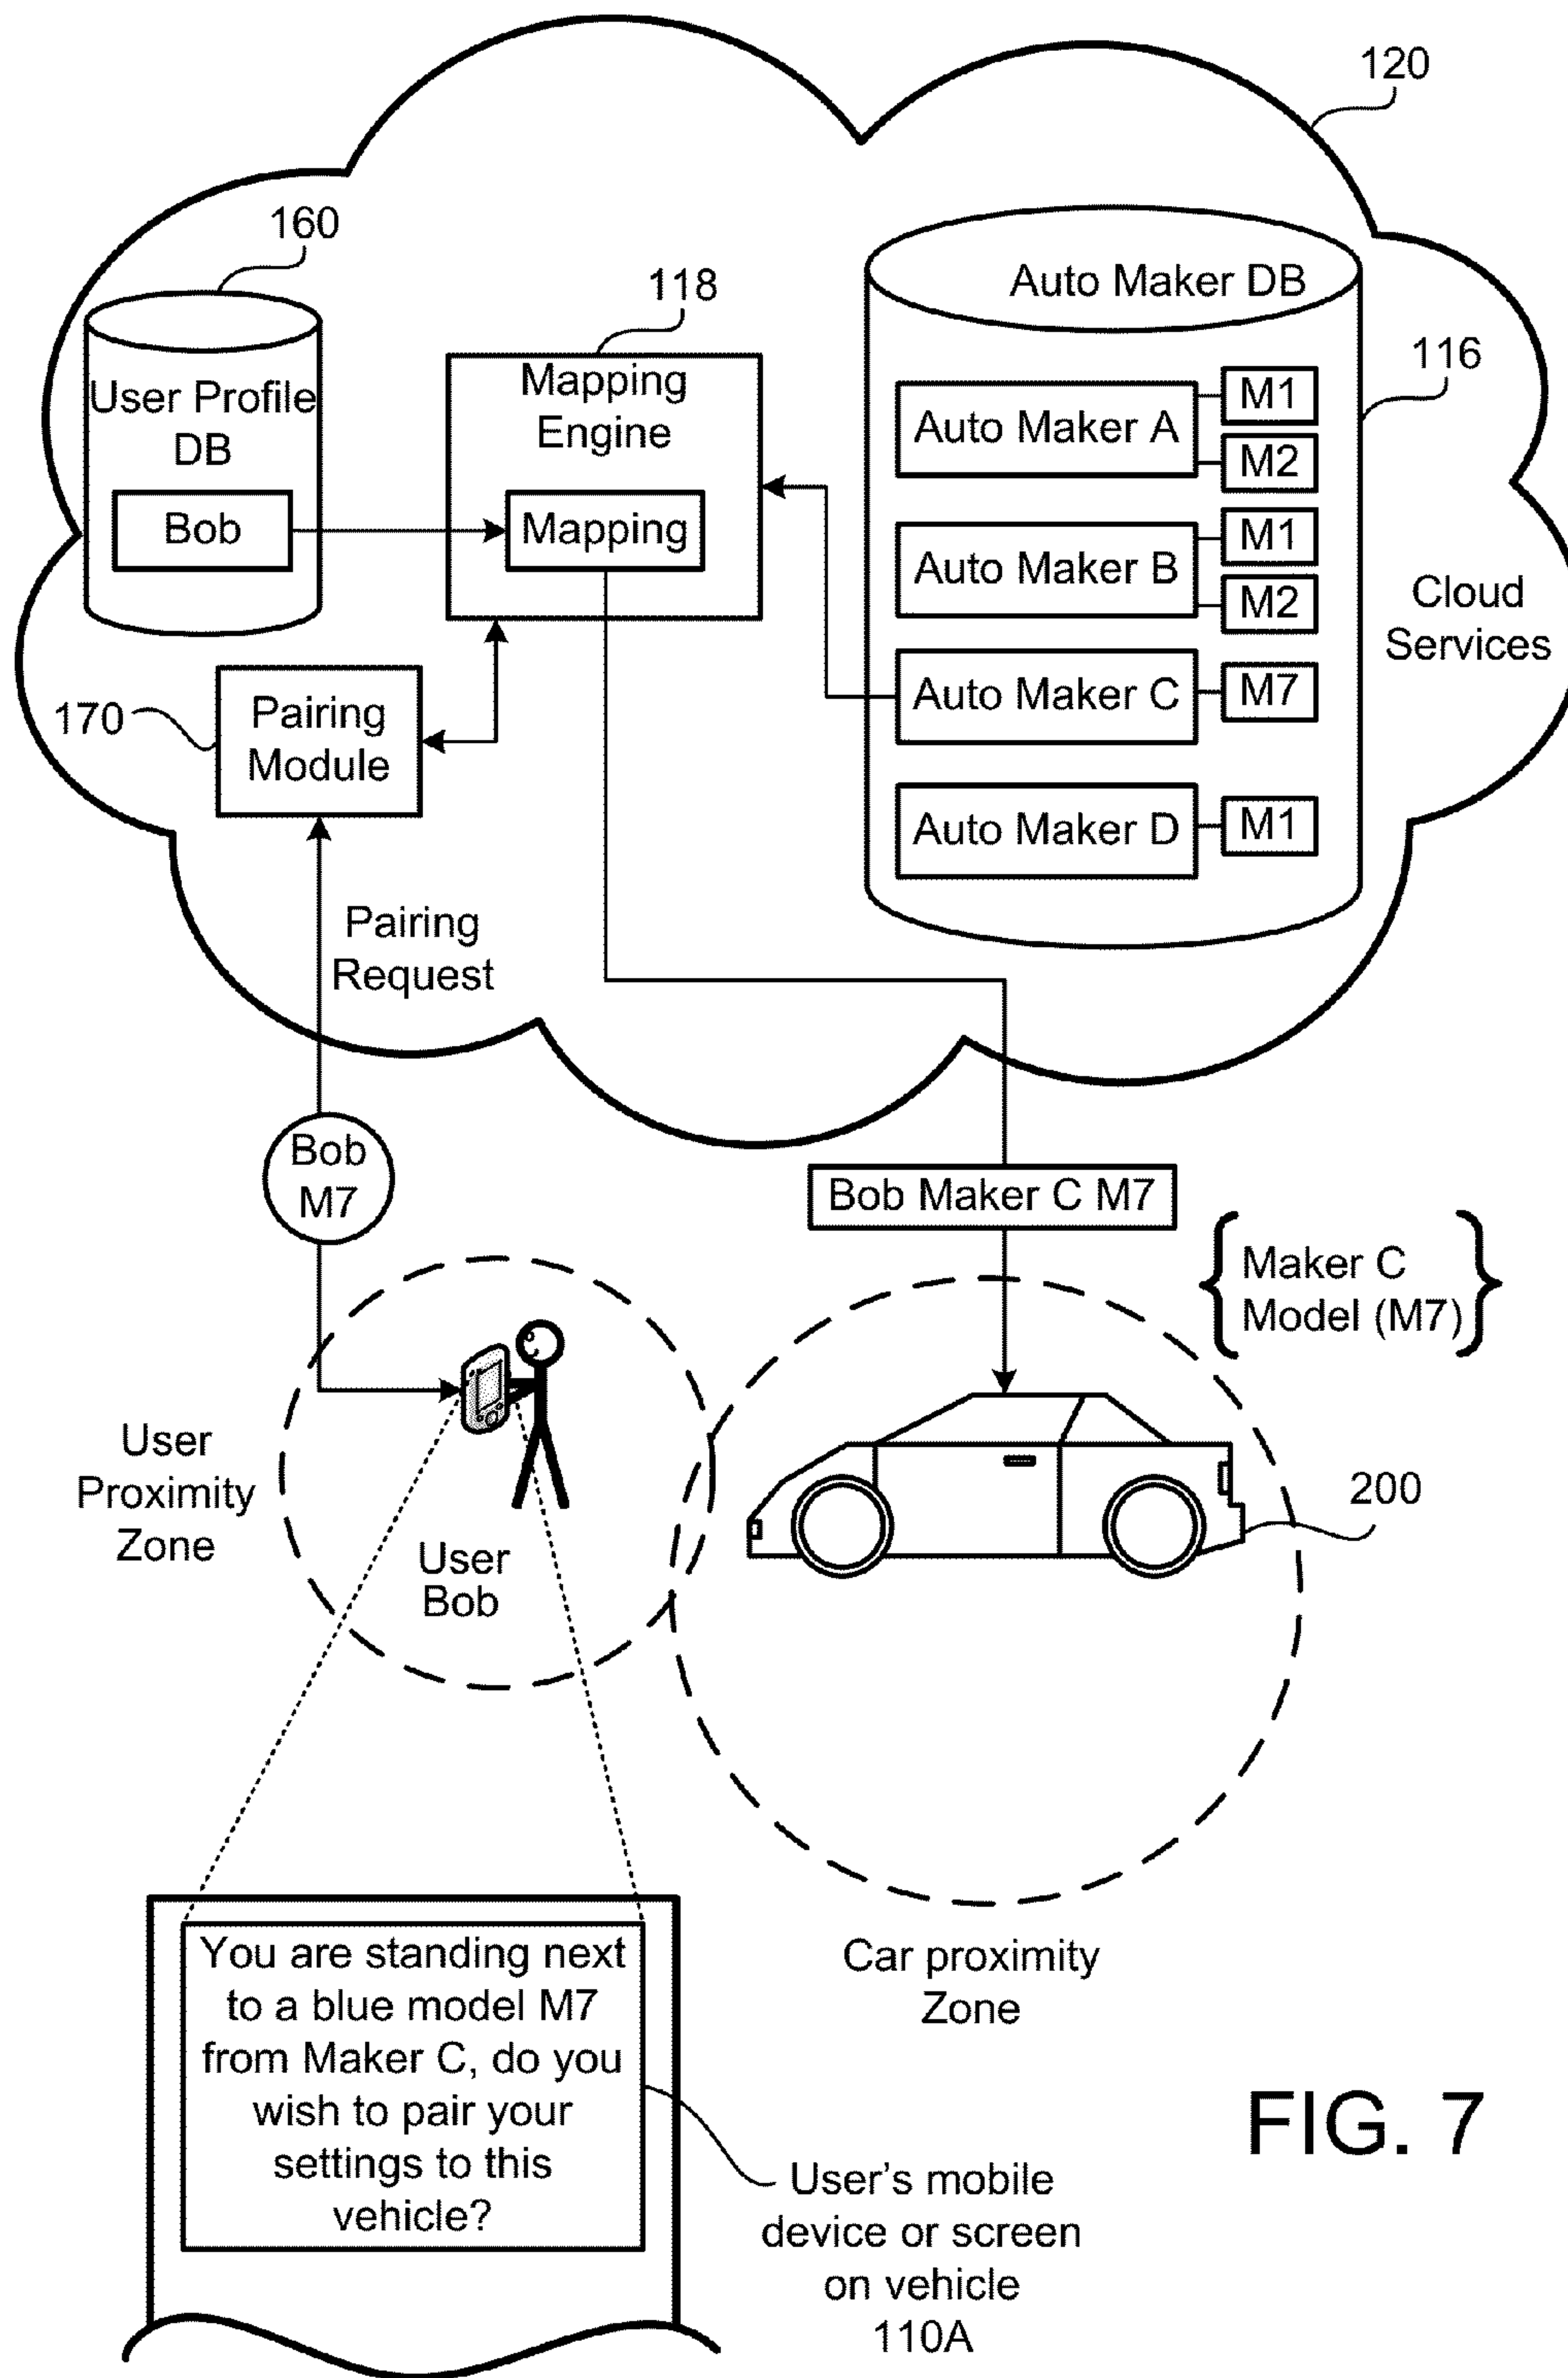 120
160
118
Auto Maker DB
116
User Profile
DB
Bob
Mapping
Engine
Mapping
Auto Maker A
M1
M2
Auto Maker B
M1
M2
Auto Maker C
M7
Auto Maker D
M1
Cloud
Services
170
Pairing
Module
Pairing
Request
Bob
M7
Bob Maker C M7
Maker C
Model (M7)
User
Proximity
Zone
User
Bob
200
Car proximity
Zone
You are standing next
to a blue model M7
from Maker C, do you
wish to pair your
settings to this
vehicle?
User's mobile
device or screen
on vehicle
110A
FIG. 7